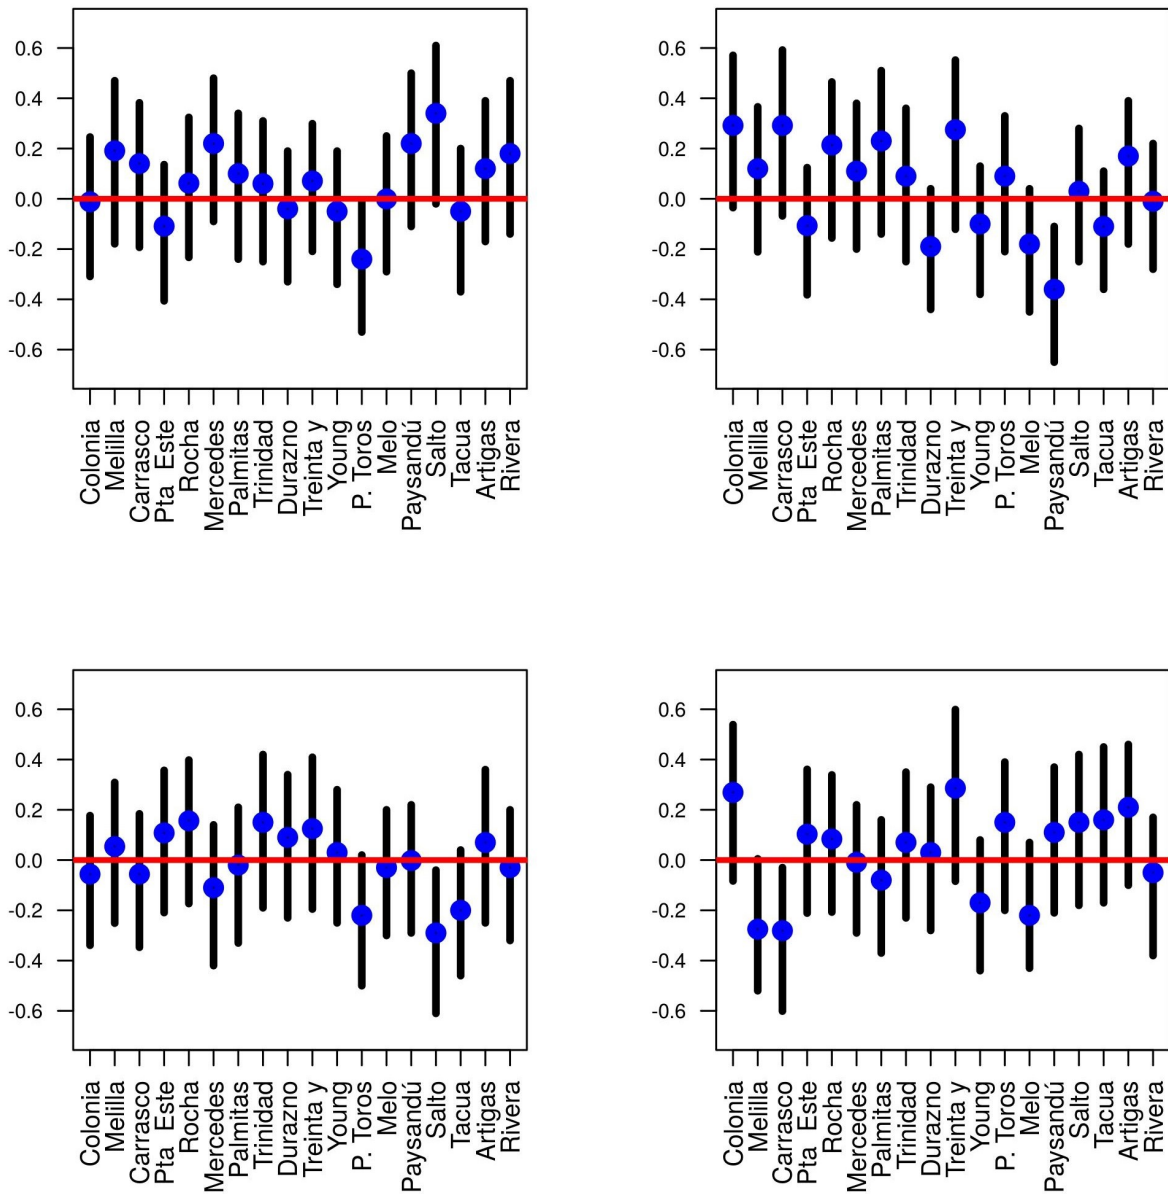 0.6
0.4
0.2
0.0
-0.2
-0.4
-0.6
Colonia
Melilla
Carrasco
Pta Este
Rocha
Mercedes
Palmitas
Trinidad
Durazno
Treinta y
Young
P. Toros
Melo
Paysandú
Salto
Tacua
Artigas
Rivera
0.6
0.4
0.2
0.0
-0.2
-0.4
-0.6
Colonia
Melilla
Carrasco
Pta Este
Rocha
Mercedes
Palmitas
Trinidad
Durazno
Treinta y
Young
P. Toros
Melo
Paysandú
Salto
Tacua
Artigas
Rivera
0.6
0.4
0.2
0.0
-0.2
-0.4
-0.6
Colonia
Melilla
Carrasco
Pta Este
Rocha
Mercedes
Palmitas
Trinidad
Durazno
Treinta y
Young
P. Toros
Melo
Paysandú
Salto
Tacua
Artigas
Rivera
0.6
0.4
0.2
0.0
-0.2
-0.4
-0.6
Colonia
Melilla
Carrasco
Pta Este
Rocha
Mercedes
Palmitas
Trinidad
Durazno
Treinta y
Young
P. Toros
Melo
Paysandú
Salto
Tacua
Artigas
Rivera